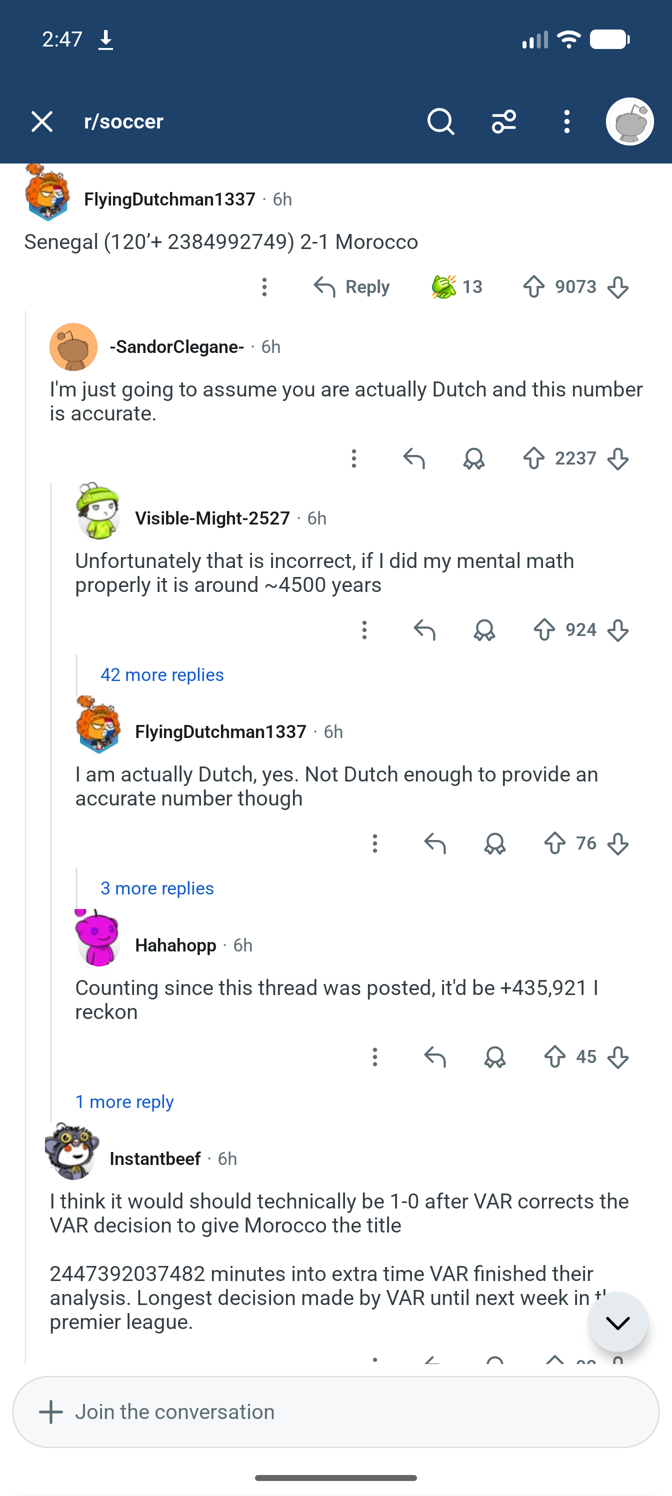 2:47
r/soccer
FlyingDutchman1337 · 6h
Senegal (120’+ 2384992749) 2-1 Morocco
Reply 13 9073
-SandorClegane- · 6h
I'm just going to assume you are actually Dutch and this number
is accurate.
2237
Visible-Might-2527 · 6h
Unfortunately that is incorrect, if I did my mental math
properly it is around ~4500 years
924
42 more replies
FlyingDutchman1337 · 6h
I am actually Dutch, yes. Not Dutch enough to provide an
accurate number though
76
3 more replies
Hahahopp · 6h
Counting since this thread was posted, it'd be +435,921 I
reckon
45
1 more reply
Instantbeef · 6h
I think it would should technically be 1-0 after VAR corrects the
VAR decision to give Morocco the title
2447392037482 minutes into extra time VAR finished their
analysis. Longest decision made by VAR until next week in
premier league.
Join the conversation